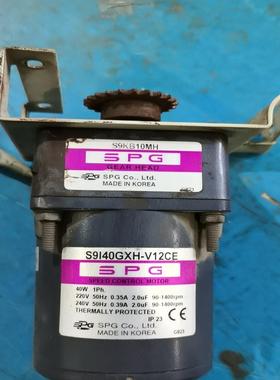 S9KB10MH
SPG
GEAR HEAD
SPG Co., Ltd.
MADE IN KOREA
S9I40GXH-V12CE
SPG
SPEED CONTROL MOTOR
40W 1Ph.
220V 50Hz 0.35A 2.0uF 90-1400rpm
240V 50Hz 0.39A 2.0uF 90-1400rpm
THERMALLY PROTECTED IP 23
SPG Co., Ltd.
MADE IN KOREA
CE